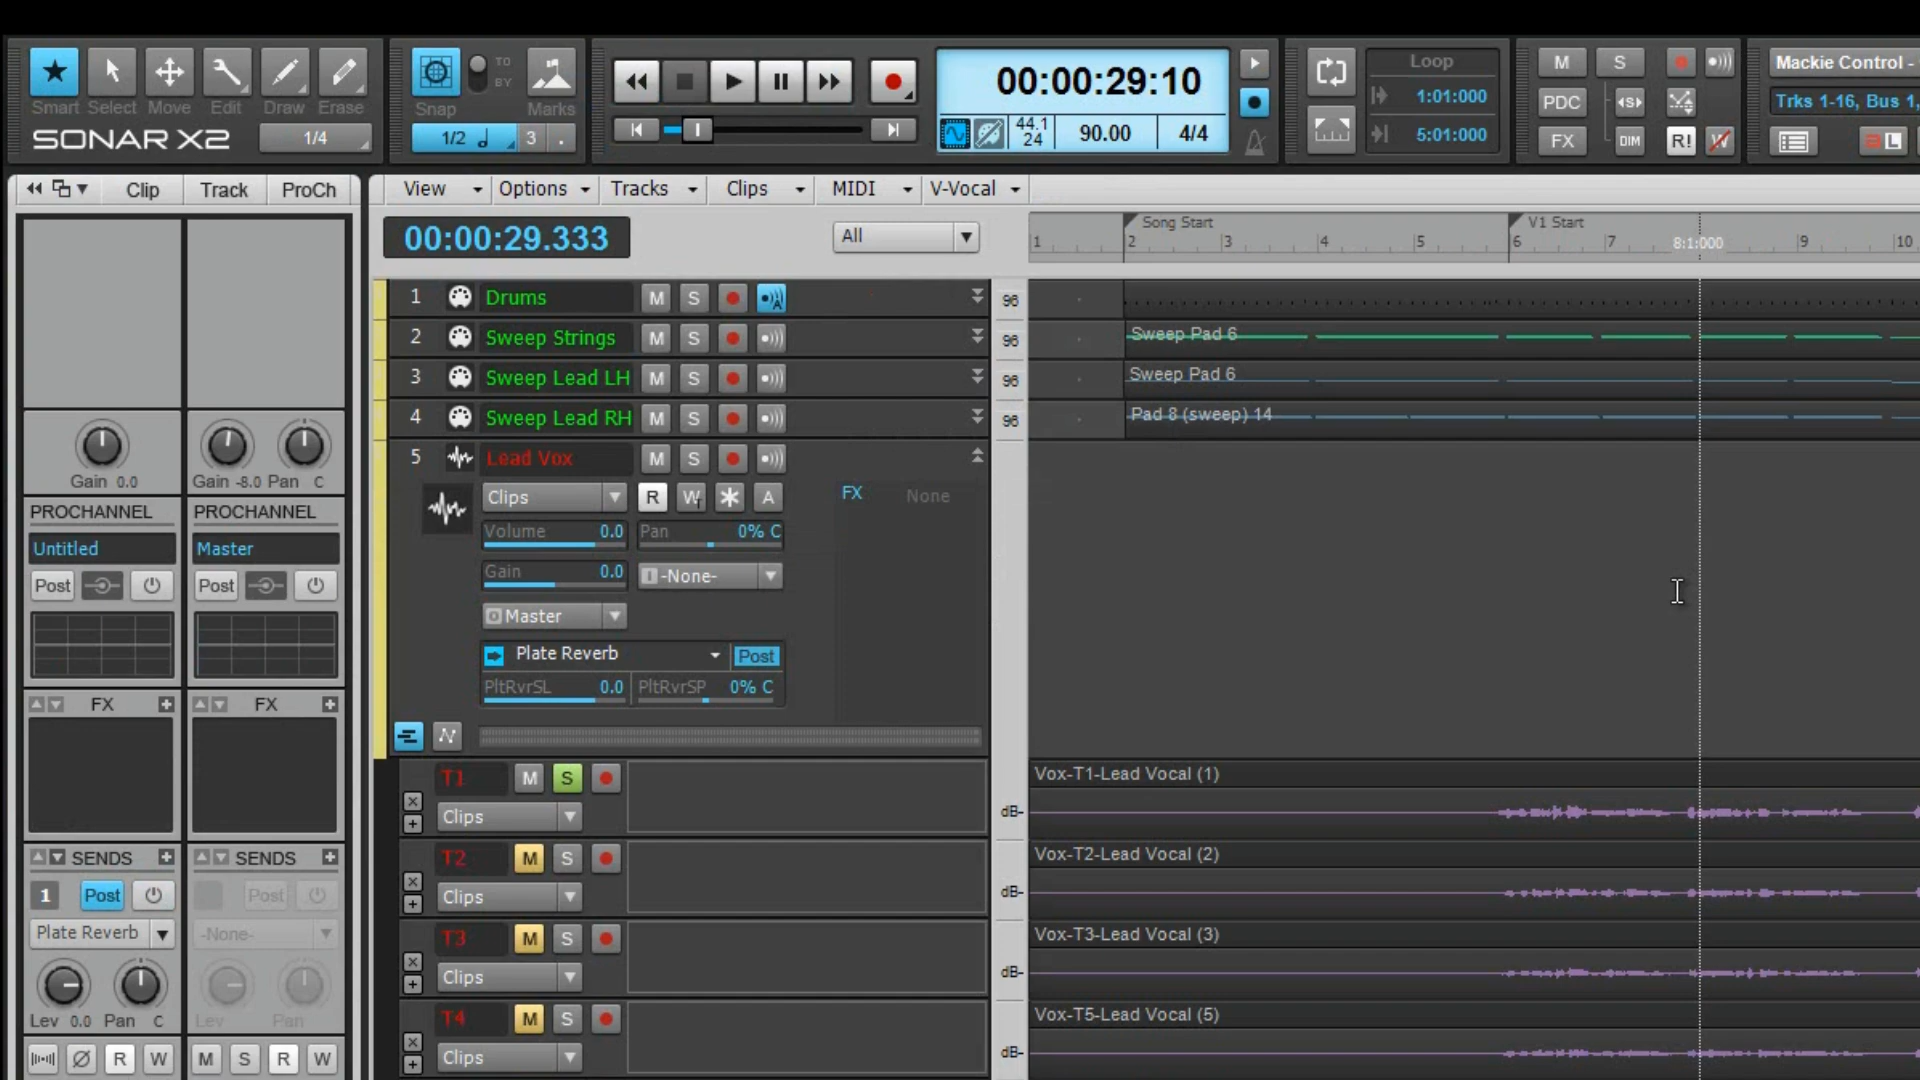 Smart Select Move Edit Draw Erase
SONAR X2
1/4
TO
BY
Snap Marks
1/2 3 .
00:00:29:10
44.1
24
90.00 4/4
Loop
1:01:000
5:01:000
M S
PDC
FX DIM R!
Mackie Control -
Trks 1-16, Bus 1,
Clip Track ProCh
View Options Tracks Clips MIDI V-Vocal
00:00:29.333
All
Song Start V1 Start
1 2 3 4 5 6 7 8:1:000 9 10
1 Drums M S 96
2 Sweep Strings M S 96 Sweep Pad 6
3 Sweep Lead LH M S 96 Sweep Pad 6
4 Sweep Lead RH M S 96 Pad 8 (sweep) 14
5 Lead Vox M S
Clips R W A FX None
Volume 0.0 Pan 0% C
Gain 0.0 -None-
Master
Plate Reverb Post
PltRvrSL 0.0 PltRvrSP 0% C
T1 M S Vox-T1-Lead Vocal (1)
Clips dB-
T2 M S Vox-T2-Lead Vocal (2)
Clips dB-
T3 M S Vox-T3-Lead Vocal (3)
Clips dB-
T4 M S Vox-T5-Lead Vocal (5)
Clips dB-
Gain 0.0 Gain -8.0 Pan C
PROCHANNEL PROCHANNEL
Untitled Master
Post Post
FX FX
SENDS SENDS
1 Post Post
Plate Reverb -None-
Lev 0.0 Pan C Lev Pan
R W M S R W